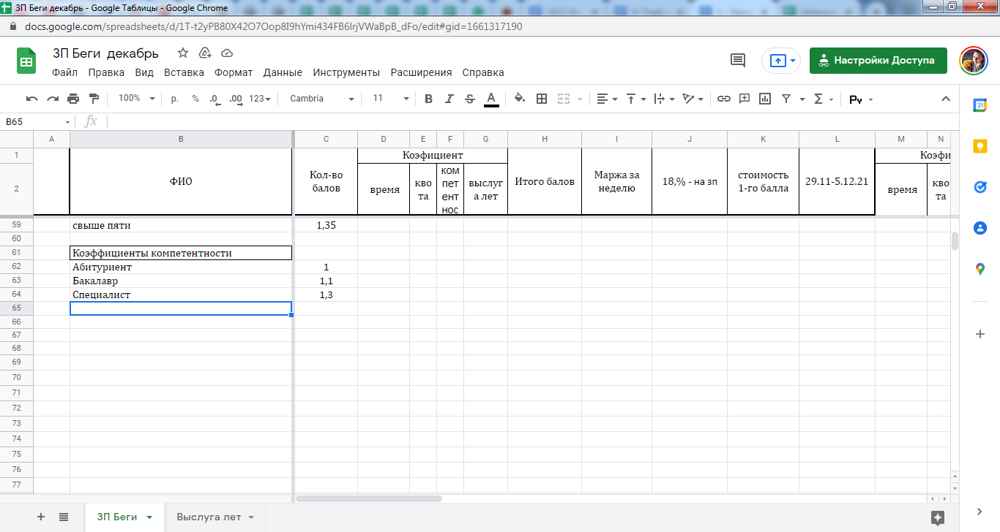 ЗП Беги декабрь - Google Таблицы - Google Chrome
docs.google.com/spreadsheets/d/1T-t2yPB80X42O7Oop8I9hYmi434FB6IrjVWaBpB_dFo/edit#gid=1661317190
ЗП Беги декабрь
Файл Правка Вид Вставка Формат Данные Инструменты Расширения Справка
Настройки Доступа
100% р. % .0 .00 123 Cambria 11 B I S A Σ Ру
B65 fx
A B C D E F G H I J K L M N
1 Коэфициент Коэфи
2 ФИО Кол-во балов время кво та ком пет ент нос выслуг а лет Итого балов Маржа за неделю 18,% - на зп стоимость 1-го балла 29.11-5.12.21 время кво та
59 свыше пяти 1,35
60
61 Коэффициенты компетентности
62 Абитуриент 1
63 Бакалавр 1,1
64 Специалист 1,3
65
66
67
68
69
70
71
72
73
74
75
76
77
ЗП Беги Выслуга лет
31